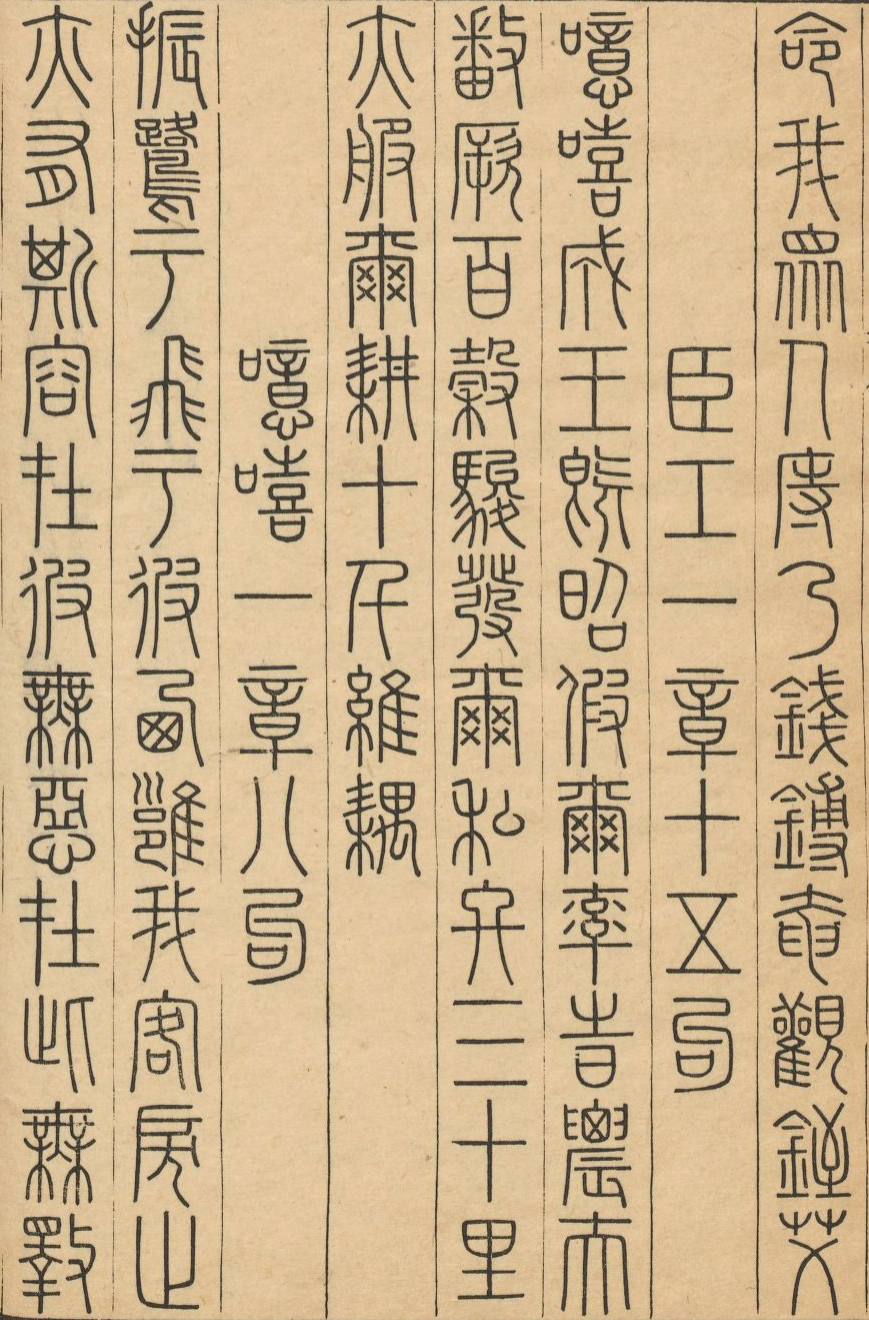 命我眾人庤乃錢鎛奄觀銍艾
臣工一章十五句
噫嘻成王既昭假爾率時農夫
播厥百穀駿發爾私終三十里
亦服爾耕十千維耦
噫嘻一章八句
振鷺于飛于彼西雝我客戾止
亦有斯容在彼無惡在此無斁